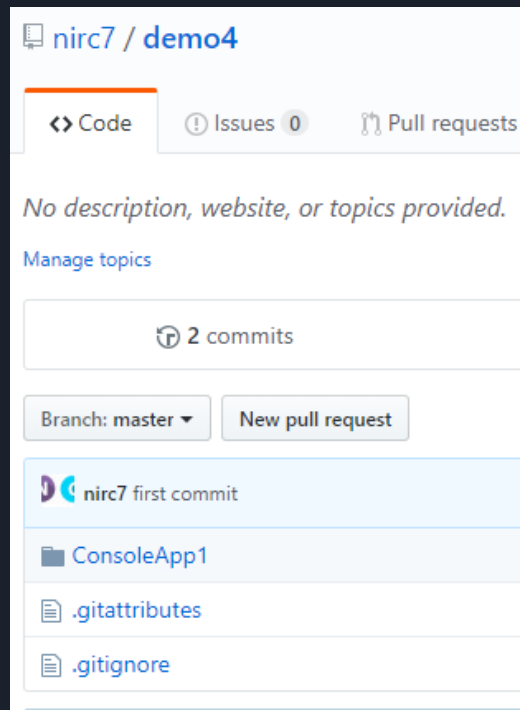 nirc7 / demo4
Code Issues 0 Pull requests
No description, website, or topics provided.
Manage topics
2 commits
Branch: master New pull request
nirc7 first commit
ConsoleApp1
.gitattributes
.gitignore